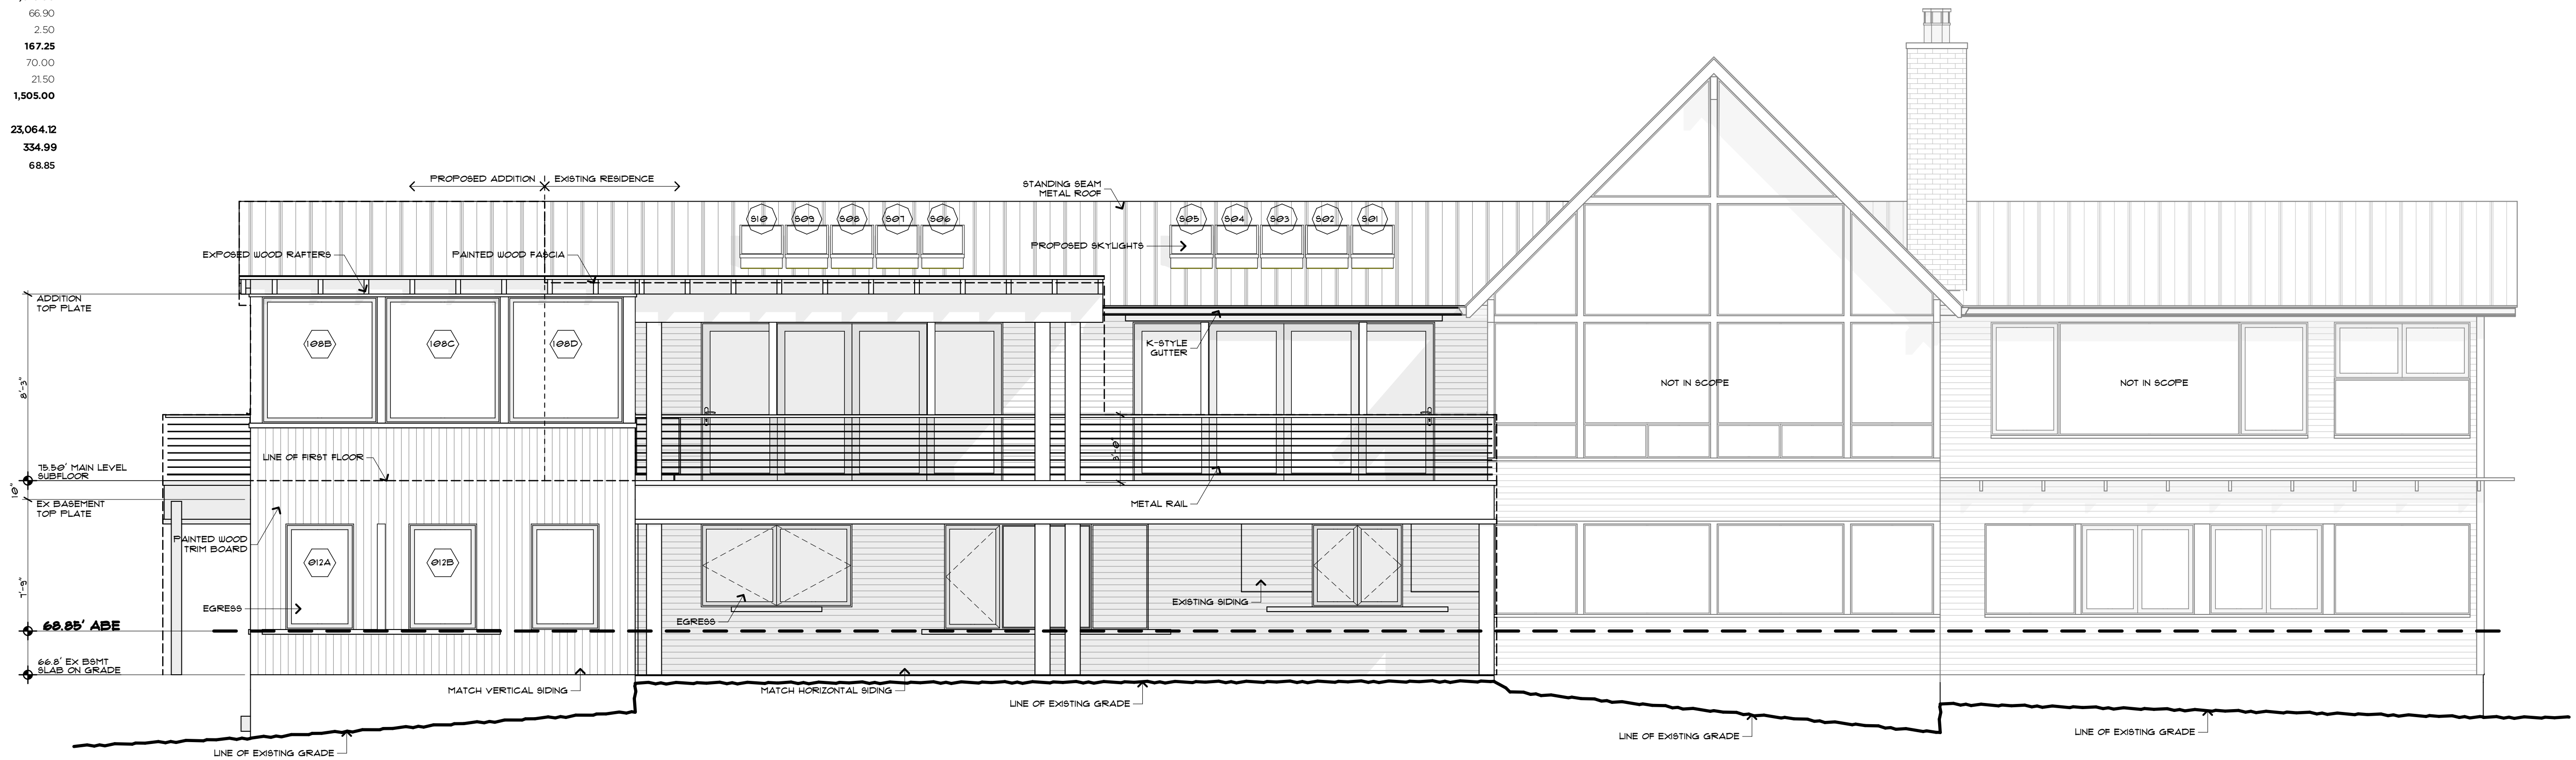 66.90
2.50
167.25
70.00
21.50
1,505.00
23,064.12
334.99
68.85
PROPOSED ADDITION
EXISTING RESIDENCE
STANDING SEAM
METAL ROOF
S10
S09
S08
S07
S06
S05
S04
S03
S02
S01
EXPOSED WOOD RAFTERS
PAINTED WOOD FASCIA
PROPOSED SKYLIGHTS
ADDITION
TOP PLATE
108B
108C
108D
K-STYLE
GUTTER
8'-3"
NOT IN SCOPE
NOT IN SCOPE
3'-0"
LINE OF FIRST FLOOR
75.50' MAIN LEVEL
SUBFLOOR
10"
EX BASEMENT
TOP PLATE
METAL RAIL
PAINTED WOOD
TRIM BOARD
012A
012B
7'-9"
EGRESS
EGRESS
EXISTING SIDING
68.85' ABE
66.8' EX BSMT
SLAB ON GRADE
MATCH VERTICAL SIDING
MATCH HORIZONTAL SIDING
LINE OF EXISTING GRADE
LINE OF EXISTING GRADE
LINE OF EXISTING GRADE
LINE OF EXISTING GRADE